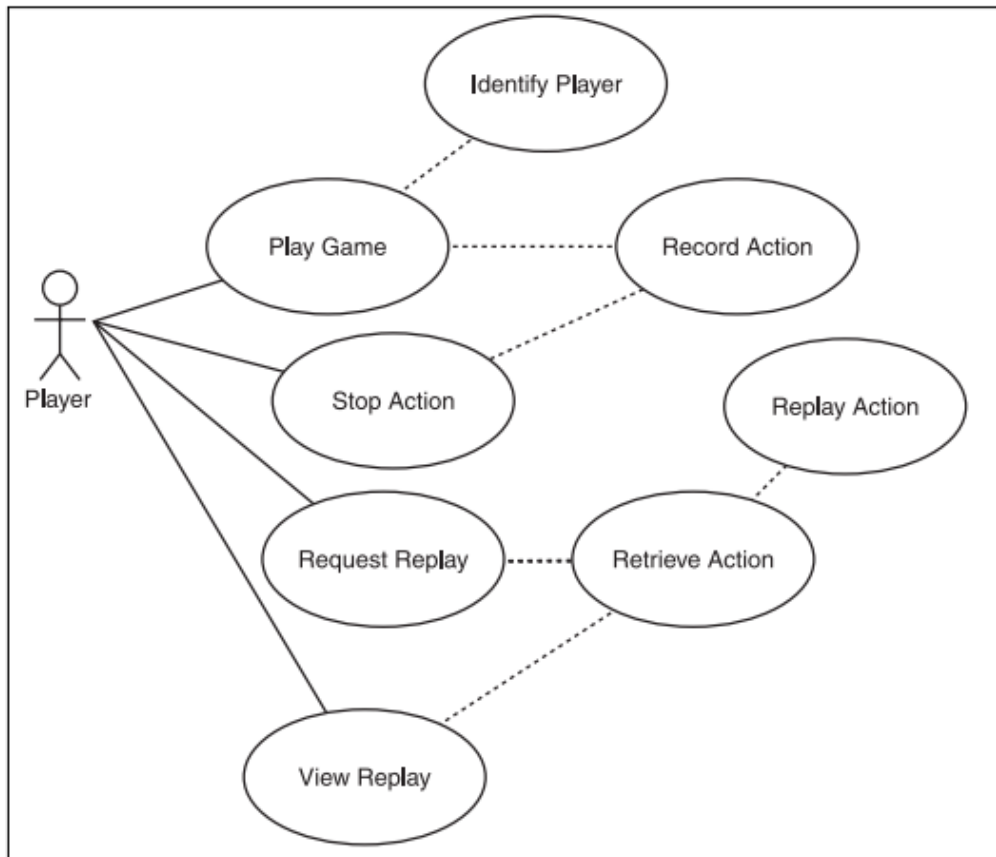 Identify Player
Play Game
Record Action
Player
Stop Action
Replay Action
Request Replay
Retrieve Action
View Replay